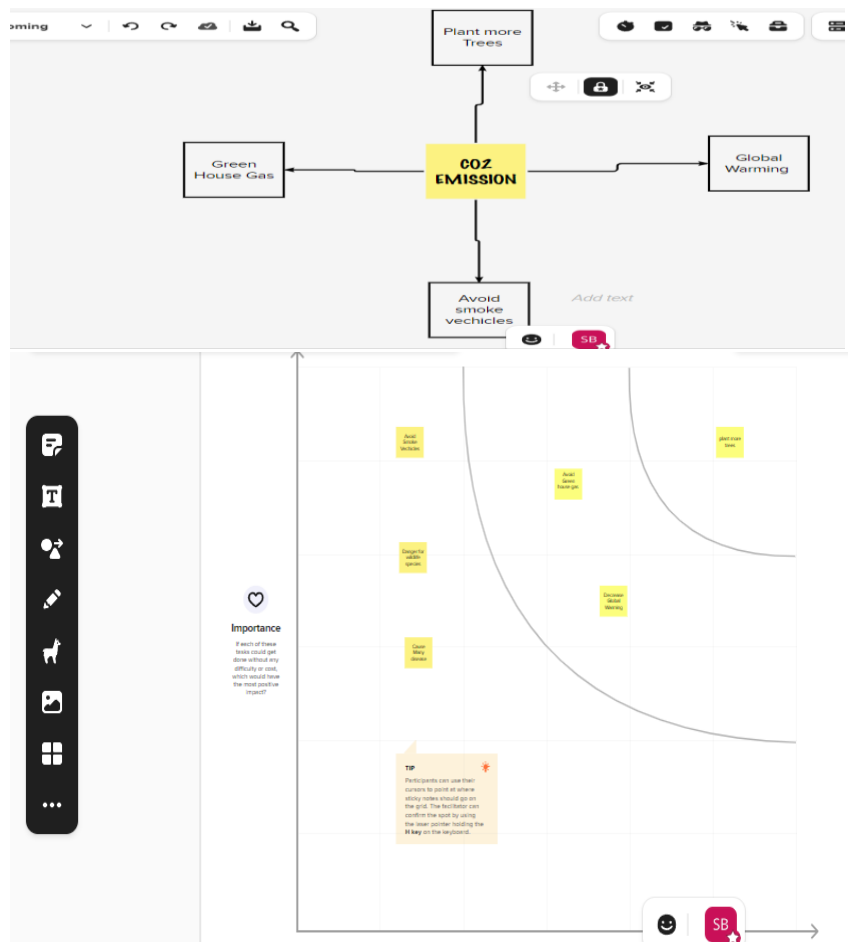 oming
Plant more
Trees
Green
House Gas
CO2
EMISSION
Global
Warming
Avoid
smoke
vechicles
Add text
SB
Avoid
Smoke
Vechicles
plant more
trees
Avoid
Green
house gas
Danger for
wildlife
species
Decrease
Global
Warming
Cause
Many
disease
Importance
If each of these
tasks could get
done without any
difficulty or cost,
which would have
the most positive
impact?
TIP
Participants can use their
cursors to point at where
sticky notes should go on
the grid. The facilitator can
confirm the spot by using
the laser pointer holding the
H key on the keyboard.
SB